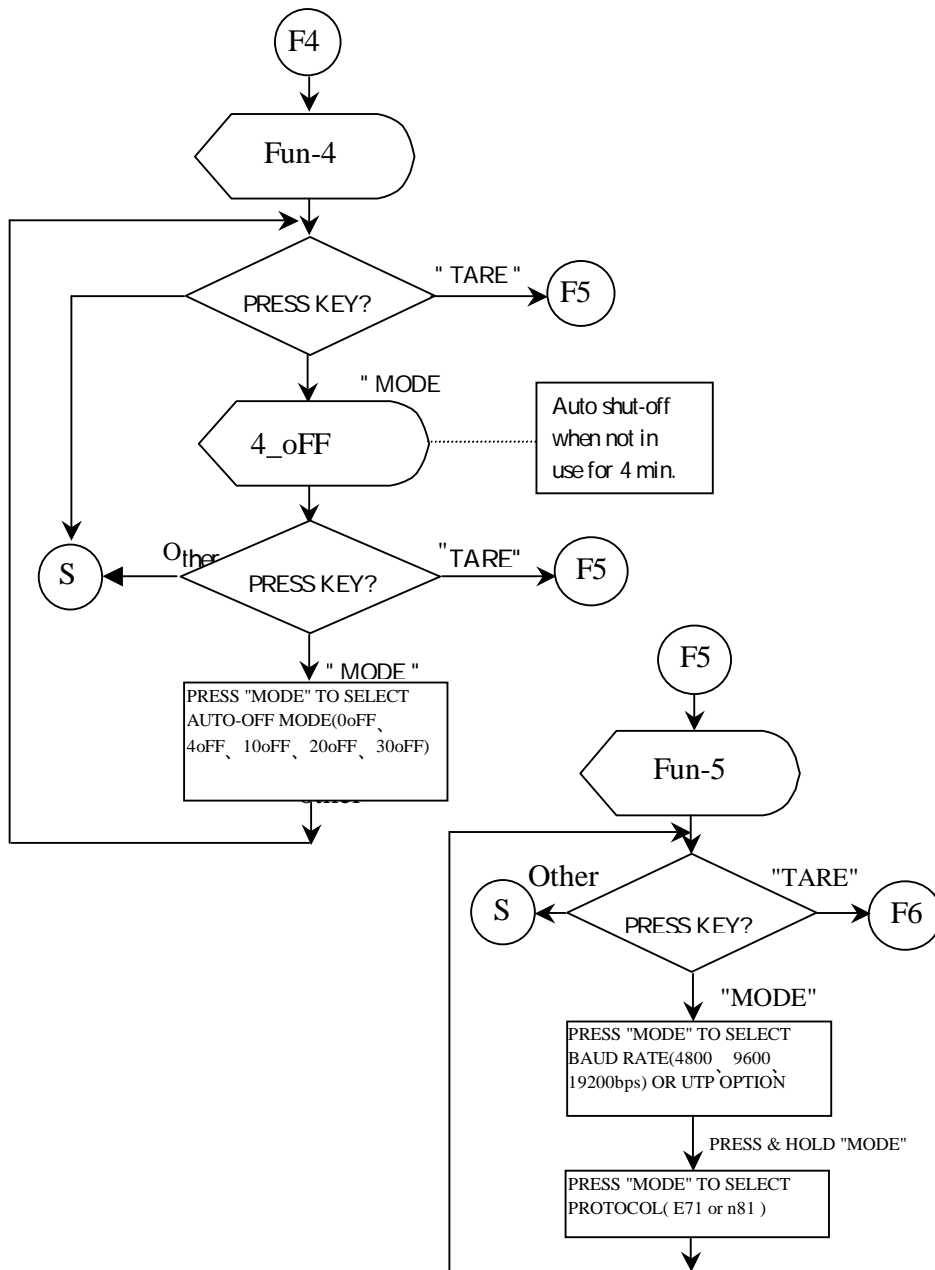 F4
Fun-4
PRESS KEY?
" TARE "
F5
" MODE
4_oFF
Auto shut-off
when not in
use for 4 min.
S
Other
PRESS KEY?
"TARE"
F5
" MODE "
PRESS "MODE" TO SELECT
AUTO-OFF MODE(0oFF、
4oFF、10oFF、20oFF、30oFF)
F5
Fun-5
Other
"TARE"
S
PRESS KEY?
F6
"MODE"
PRESS "MODE" TO SELECT
BAUD RATE(4800、9600、
19200bps) OR UTP OPTION
PRESS & HOLD "MODE"
PRESS "MODE" TO SELECT
PROTOCOL( E71 or n81 )